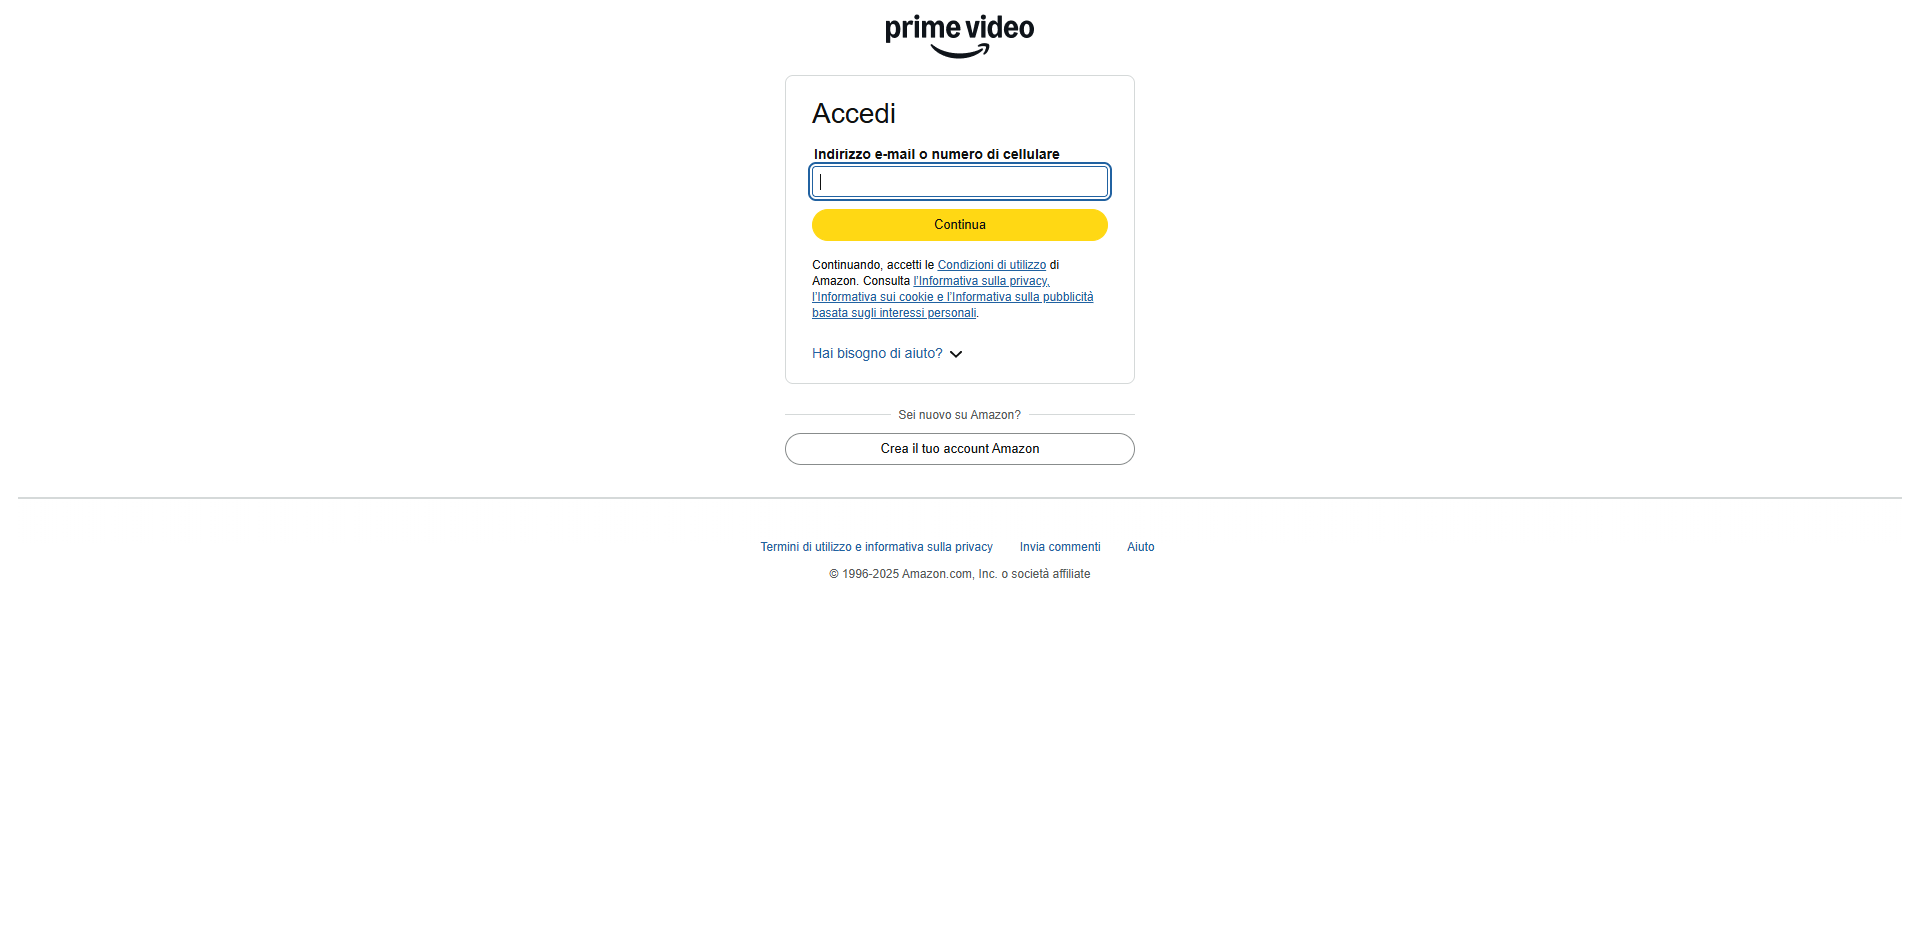 prime video
Accedi
Indirizzo e-mail o numero di cellulare
Continua
Continuando, accetti le Condizioni di utilizzo di
Amazon. Consulta l'Informativa sulla privacy,
l'Informativa sui cookie e l'Informativa sulla pubblicità
basata sugli interessi personali.
Hai bisogno di aiuto?
Sei nuovo su Amazon?
Crea il tuo account Amazon
Termini di utilizzo e informativa sulla privacy Invia commenti Aiuto
© 1996-2025 Amazon.com, Inc. o società affiliate